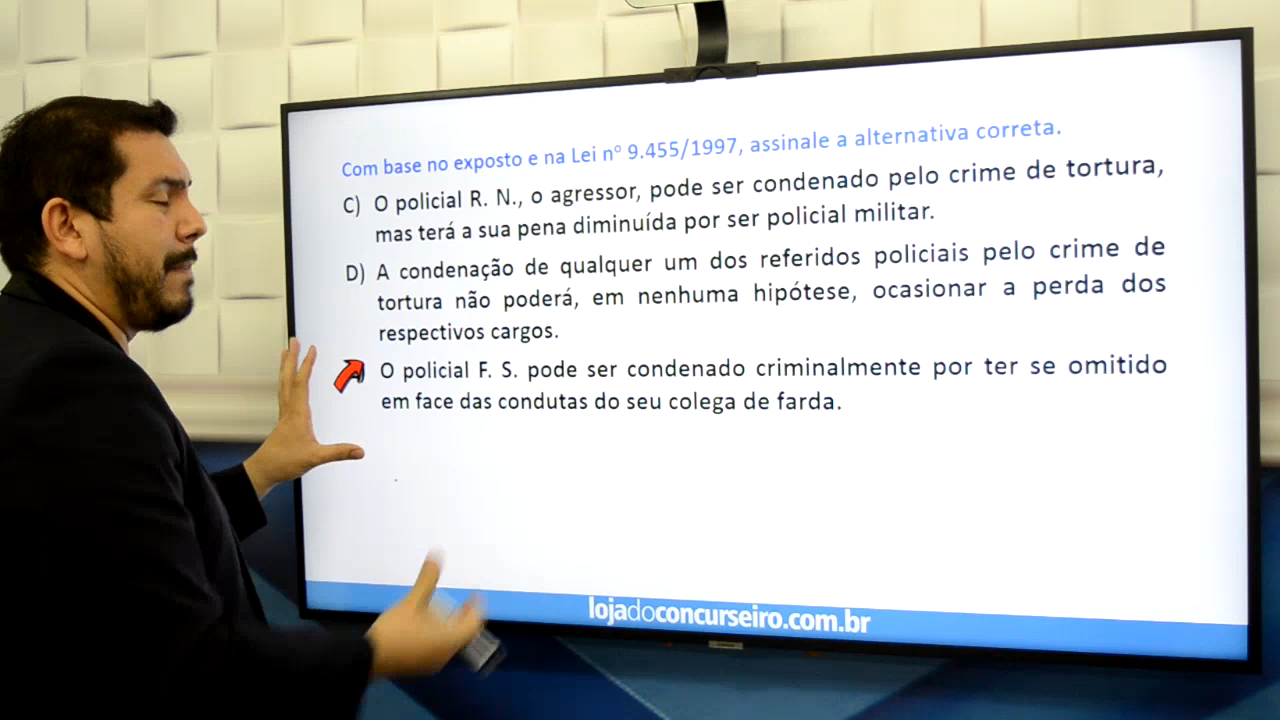 Com base no exposto e na Lei nº 9.455/1997, assinale a alternativa correta.
C) O policial R. N., o agressor, pode ser condenado pelo crime de tortura,
mas terá a sua pena diminuída por ser policial militar.
D) A condenação de qualquer um dos referidos policiais pelo crime de
tortura não poderá, em nenhuma hipótese, ocasionar a perda dos
respectivos cargos.
O policial F. S. pode ser condenado criminalmente por ter se omitido
em face das condutas do seu colega de farda.
lojadoconcurseiro.com.br